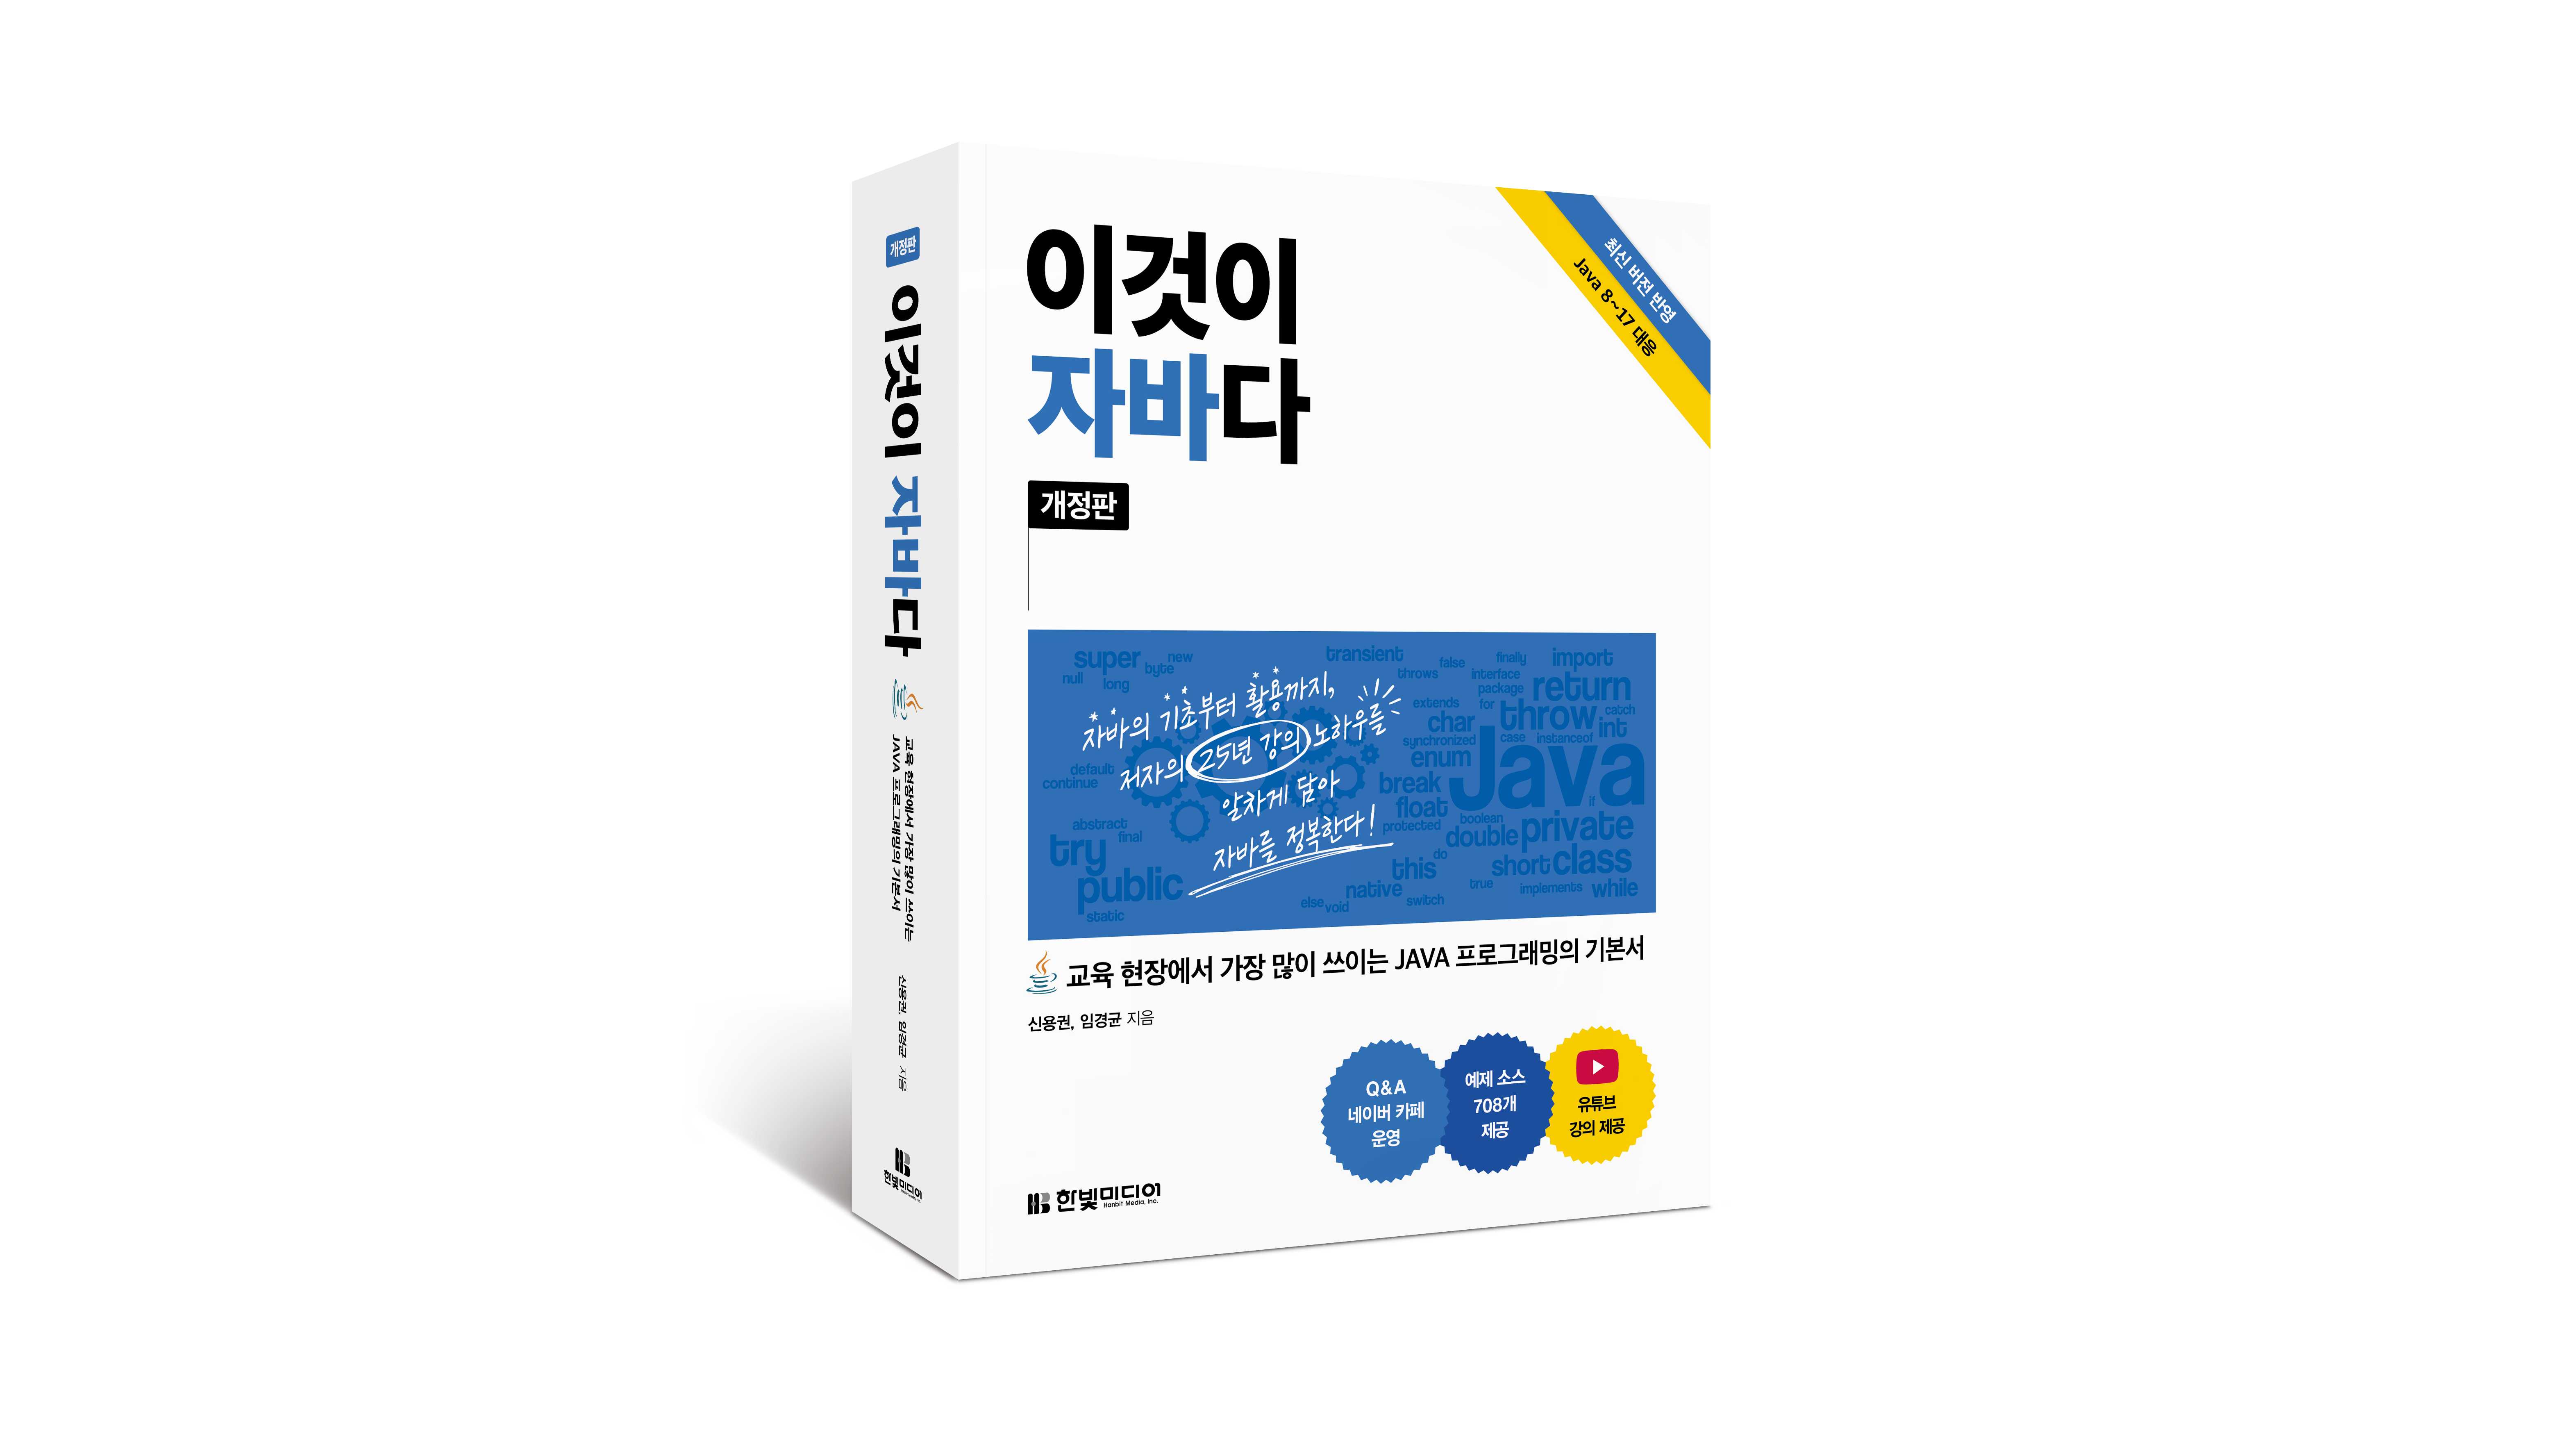 개정판
이것이 자바다
교육 현장에서 가장 많이 쓰이는
JAVA 프로그래밍의 기본서
신용권, 임경균 지음
한빛미디어
이것이
자바다
개정판
최신 버전 반영
Java 8~17 대응
super
new
byte
null
long
transient
false
finally
import
throws
interface
package
return
extends
for
throw
catch
char
int
synchronized
case
instanceof
enum
Java
default
continue
break
float
if
abstract
final
protected
boolean
double
private
try
public
static
this
do
short
class
native
true
implements
while
else
void
switch
자바의 기초부터 활용까지,
저자의 25년 강의 노하우를
알차게 담아
자바를 정복한다!
교육 현장에서 가장 많이 쓰이는 JAVA 프로그래밍의 기본서
신용권, 임경균 지음
Q&A
네이버 카페
운영
예제 소스
708개
제공
유튜브
강의 제공
한빛미디어
Hanbit Media, Inc.